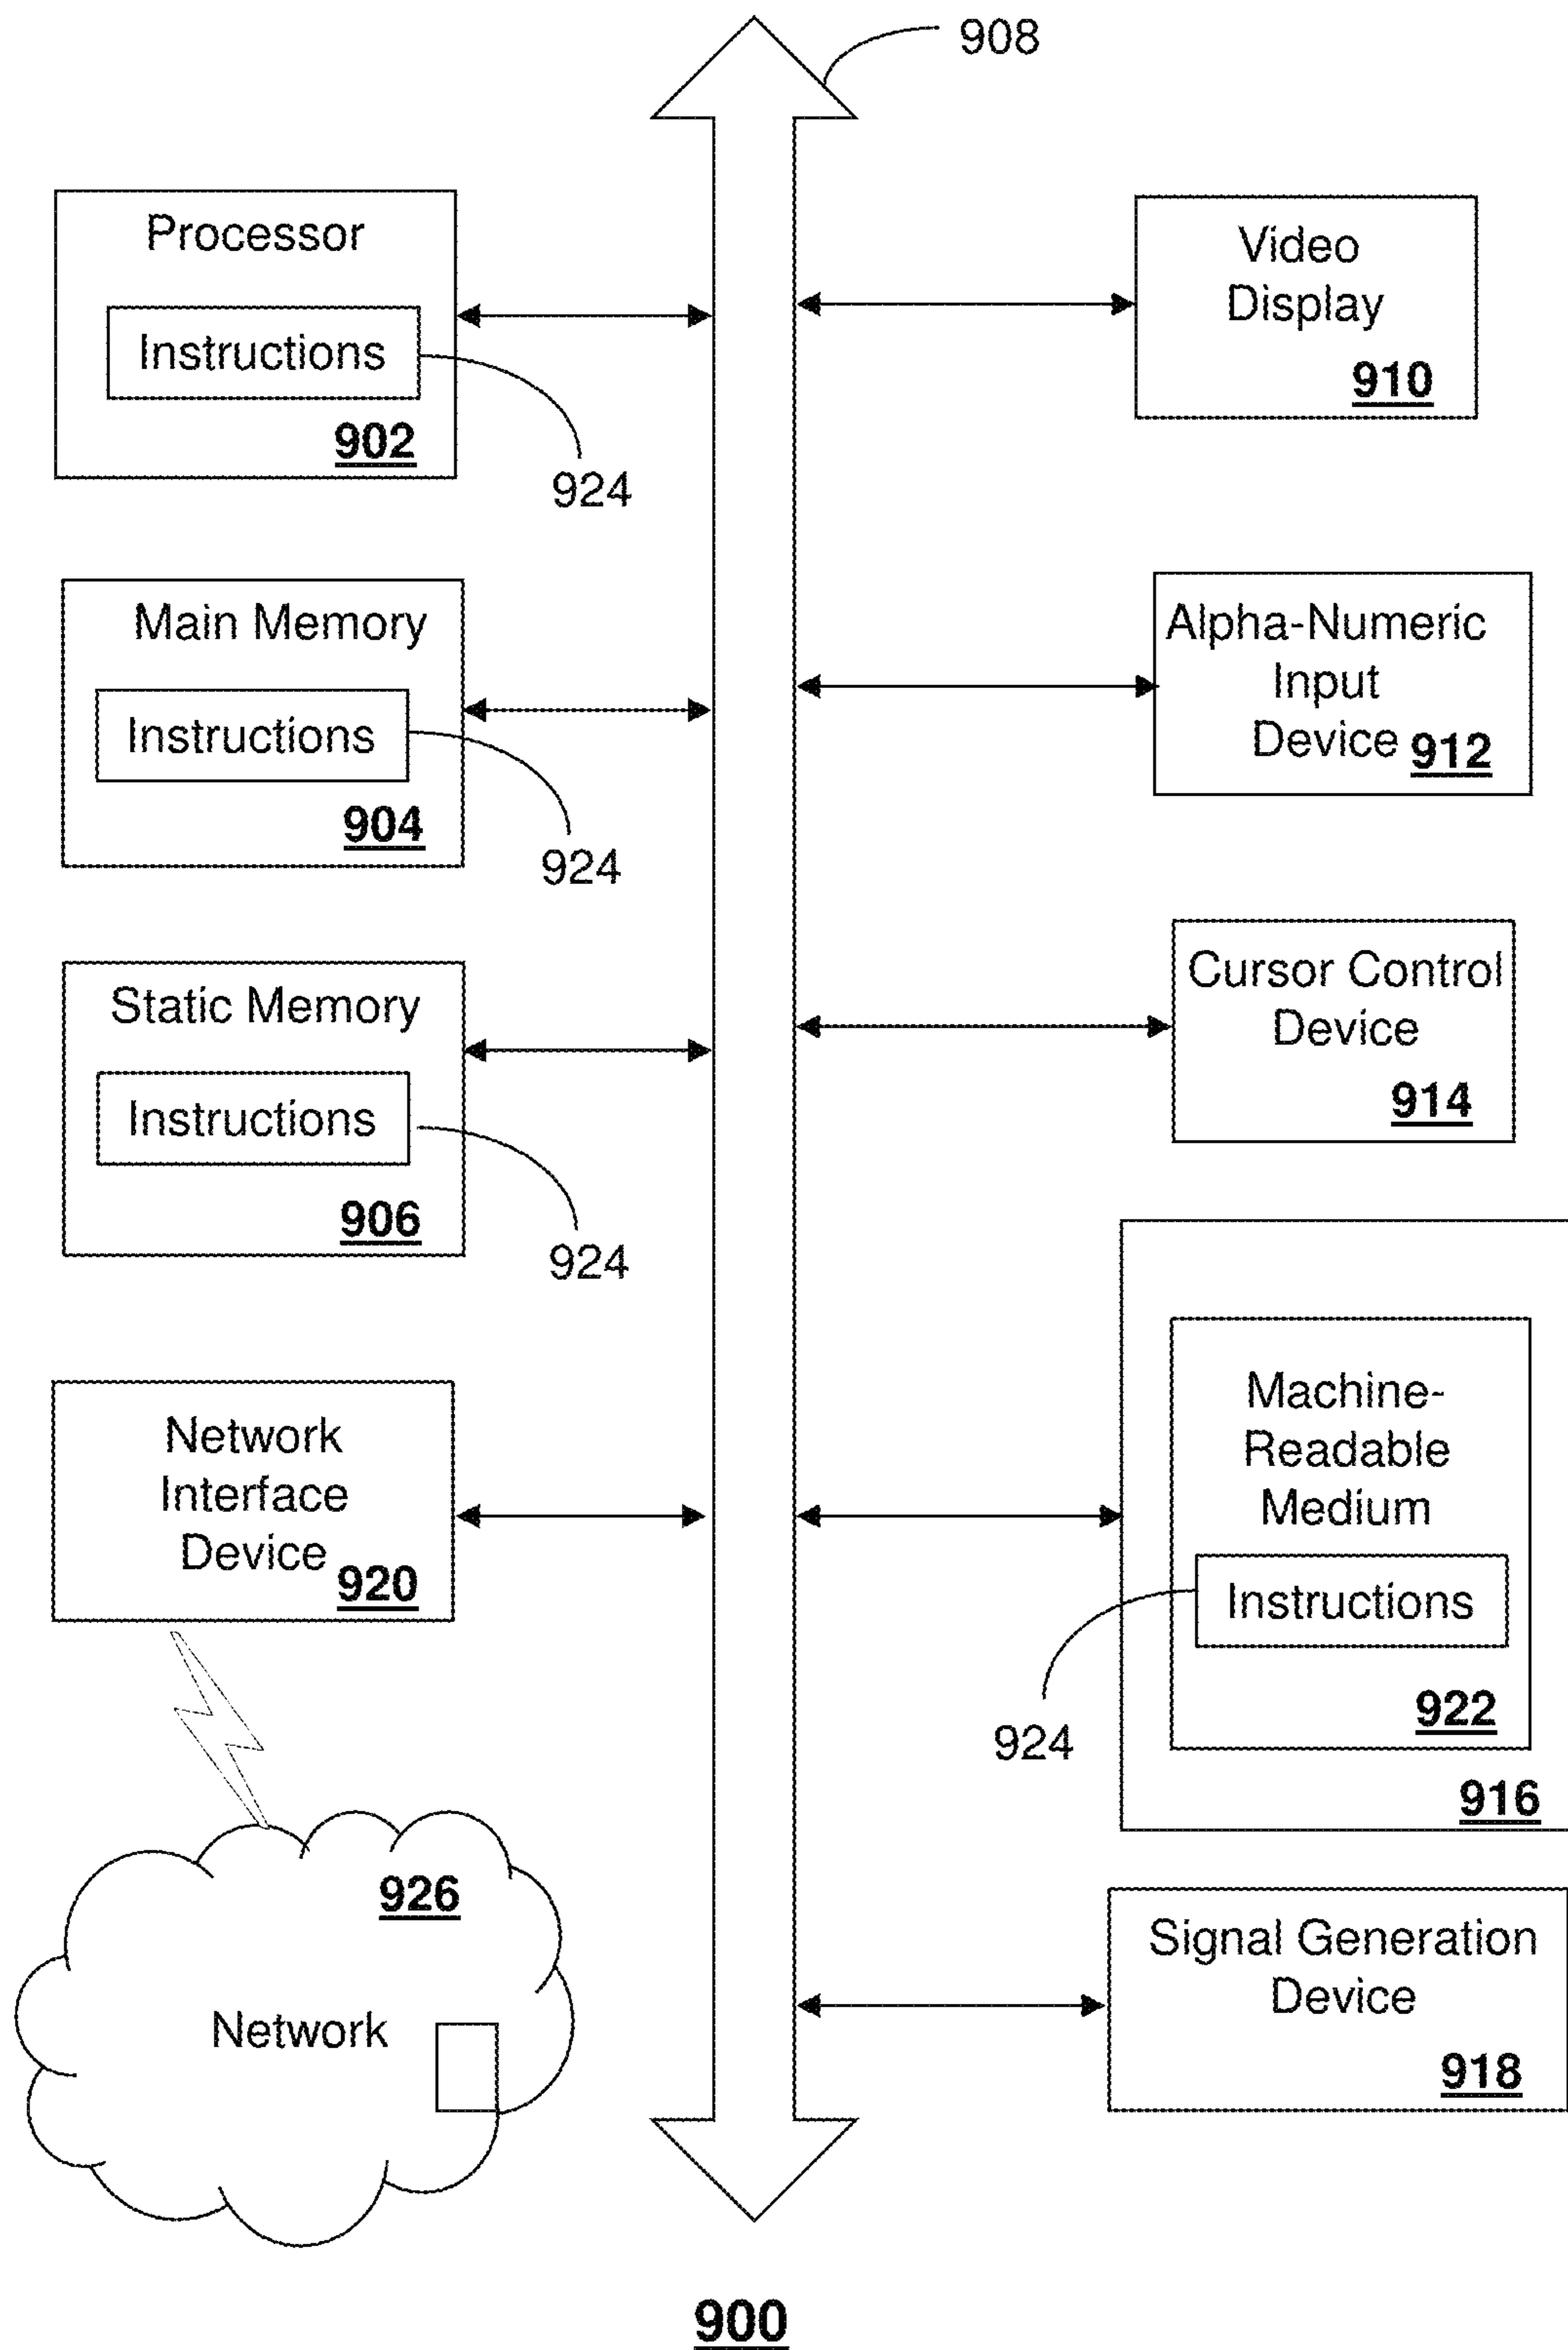 908
Processor
Instructions
902
924
Main Memory
Instructions
904
924
Static Memory
Instructions
906
924
Network
Interface
Device
920
926
Network
Video
Display
910
Alpha-Numeric
Input
Device 912
Cursor Control
Device
914
Machine-
Readable
Medium
Instructions
924
922
916
Signal Generation
Device
918
900